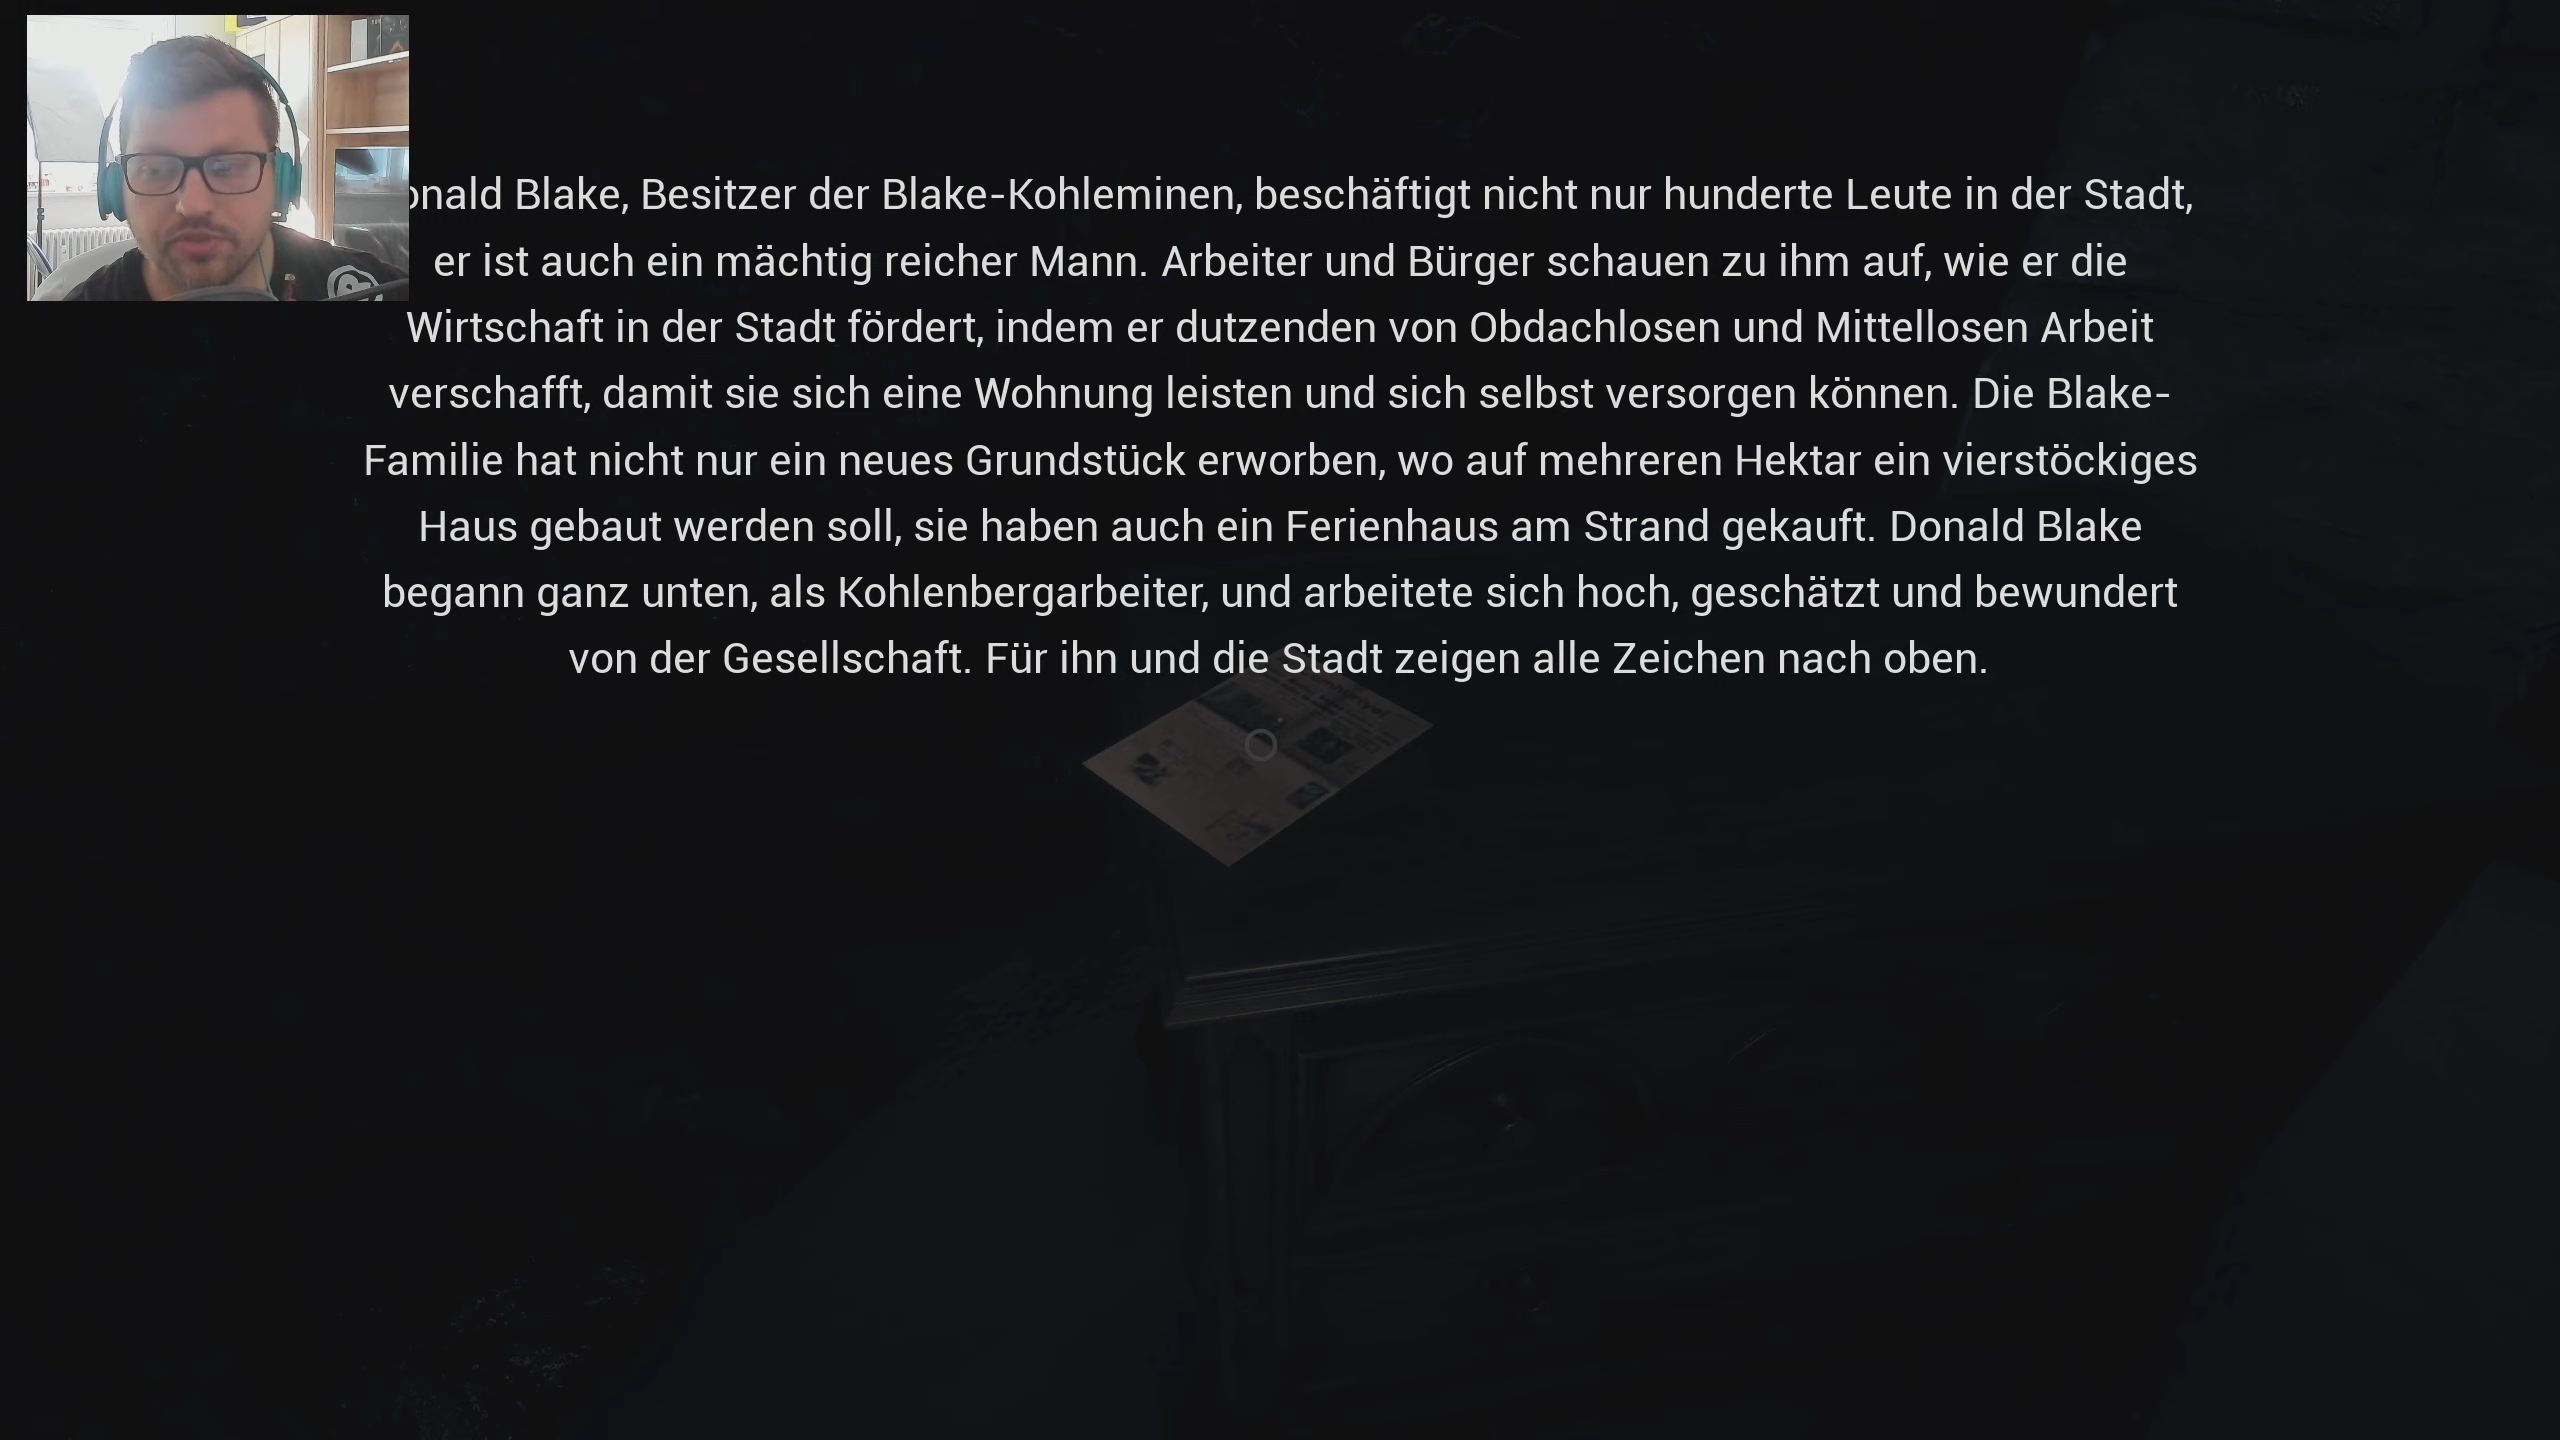 onald Blake, Besitzer der Blake-Kohleminen, beschäftigt nicht nur hunderte Leute in der Stadt,
er ist auch ein mächtig reicher Mann. Arbeiter und Bürger schauen zu ihm auf, wie er die
Wirtschaft in der Stadt fördert, indem er dutzenden von Obdachlosen und Mittellosen Arbeit
verschafft, damit sie sich eine Wohnung leisten und sich selbst versorgen können. Die Blake-
Familie hat nicht nur ein neues Grundstück erworben, wo auf mehreren Hektar ein vierstöckiges
Haus gebaut werden soll, sie haben auch ein Ferienhaus am Strand gekauft. Donald Blake
begann ganz unten, als Kohlenbergarbeiter, und arbeitete sich hoch, geschätzt und bewundert
von der Gesellschaft. Für ihn und die Stadt zeigen alle Zeichen nach oben.